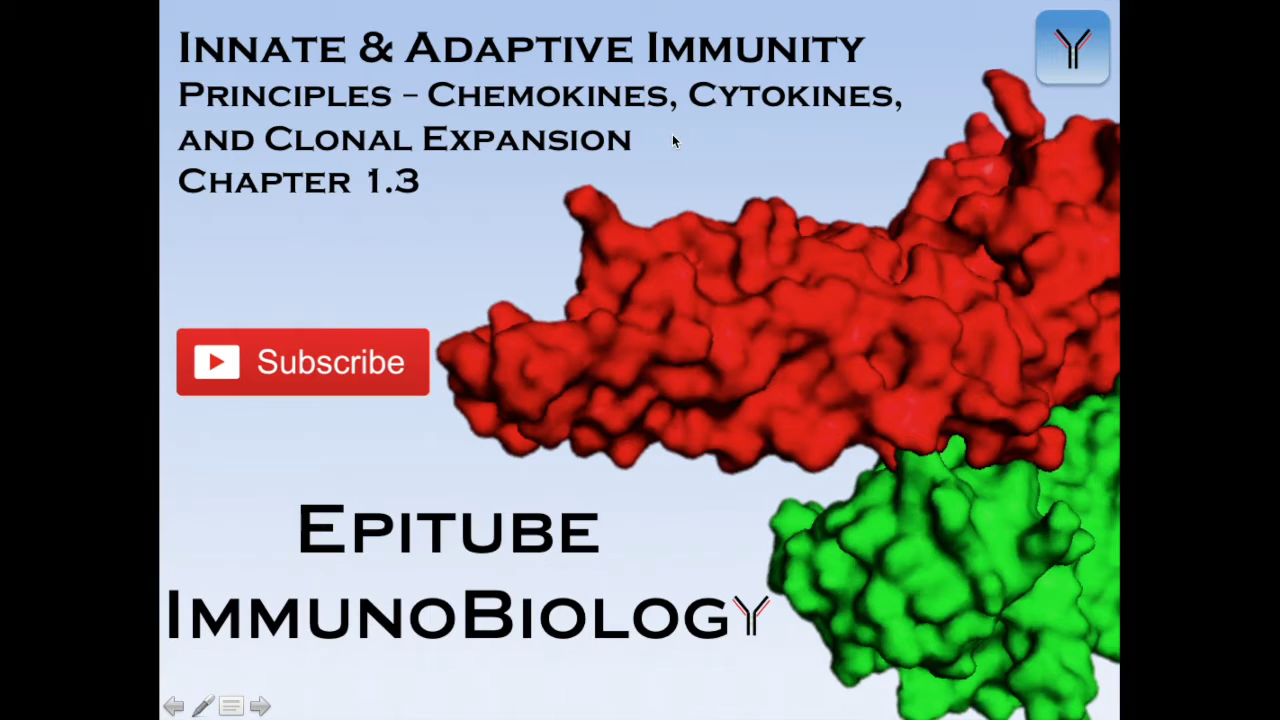 Innate & Adaptive Immunity
Principles – Chemokines, Cytokines,
and Clonal Expansion
Chapter 1.3
Subscribe
Epitube
ImmunoBiology